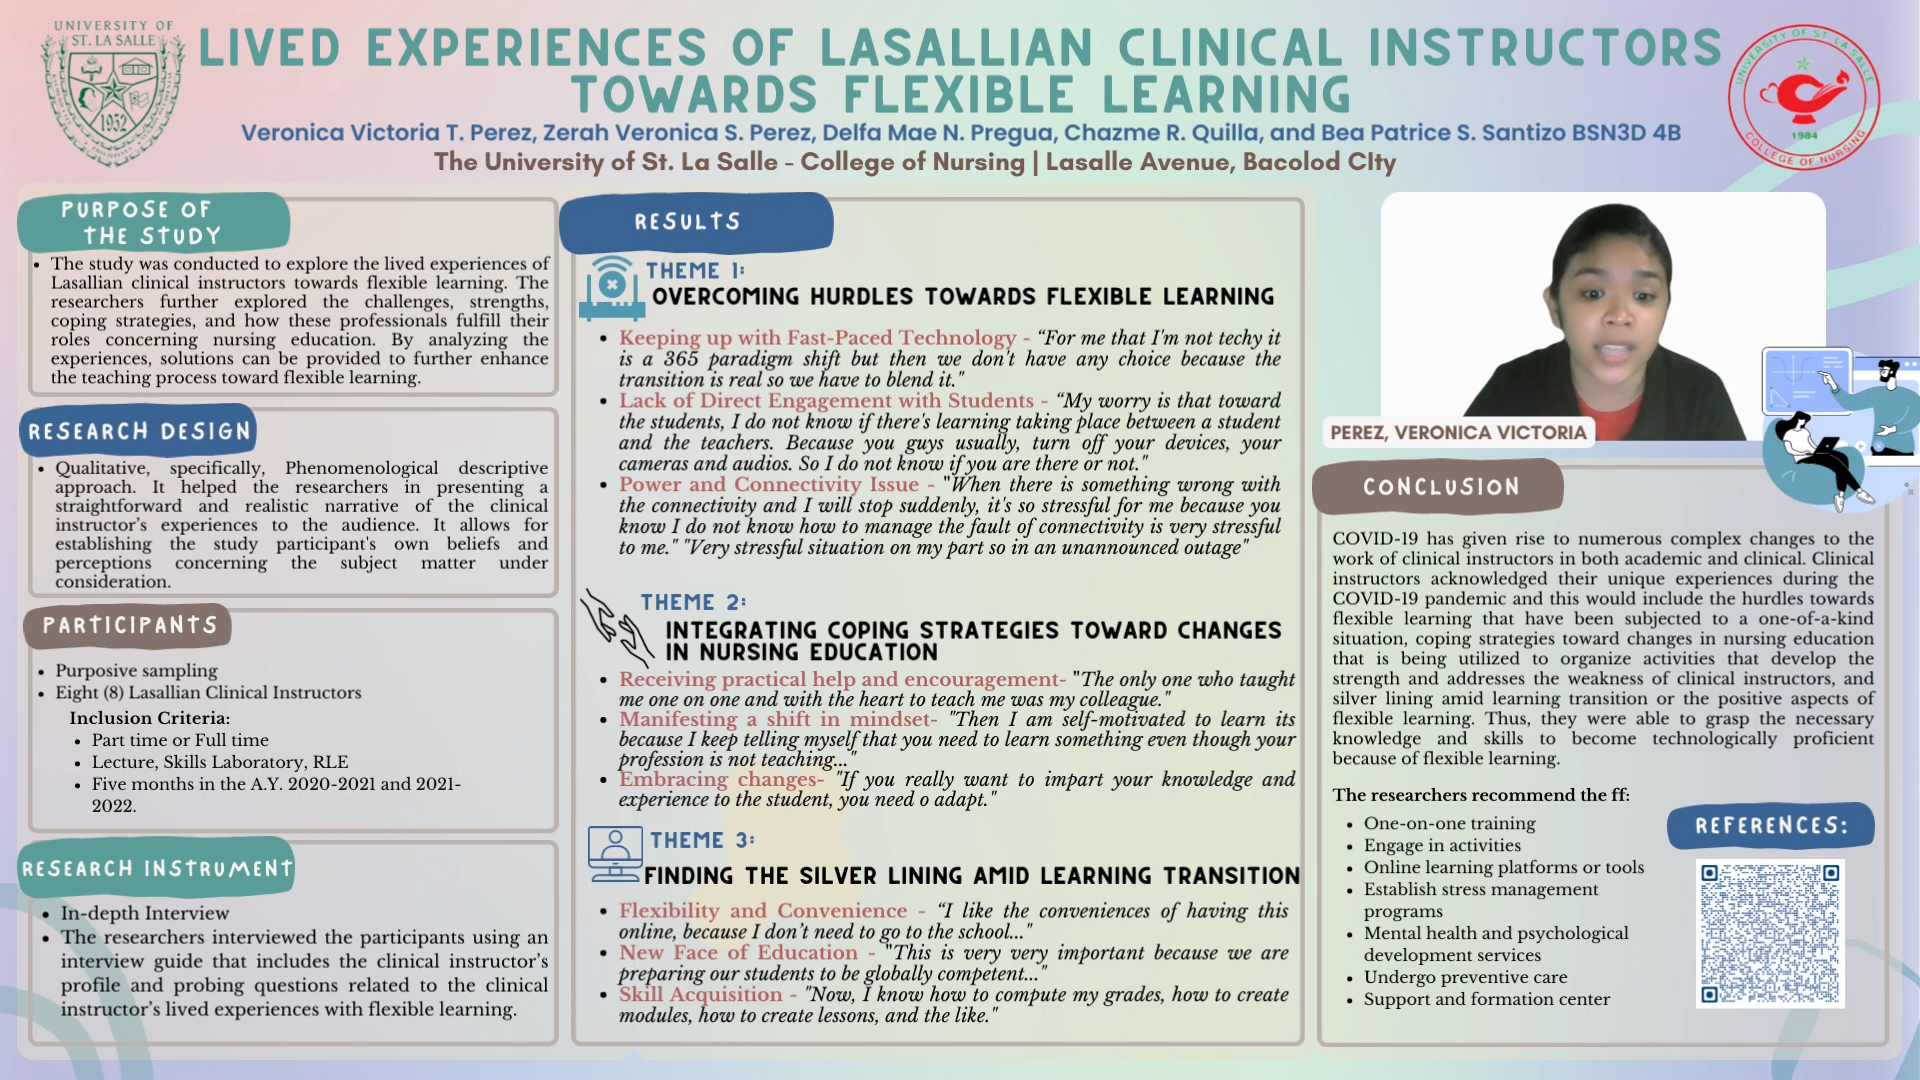 UNIVERSITY OF
ST. LA SALLE
1952
LIVED EXPERIENCES OF LASALLIAN CLINICAL INSTRUCTORS
TOWARDS FLEXIBLE LEARNING
Veronica Victoria T. Perez, Zerah Veronica S. Perez, Delfa Mae N. Pregua, Chazme R. Quilla, and Bea Patrice S. Santizo BSN3D 4B
The University of St. La Salle - College of Nursing | Lasalle Avenue, Bacolod CIty
UNIVERSITY OF ST. LA SALLE
1984
COLLEGE OF NURSING
PURPOSE OF
THE STUDY
• The study was conducted to explore the lived experiences of
Lasallian clinical instructors towards flexible learning. The
researchers further explored the challenges, strengths,
coping strategies, and how these professionals fulfill their
roles concerning nursing education. By analyzing the
experiences, solutions can be provided to further enhance
the teaching process toward flexible learning.
RESEARCH DESIGN
• Qualitative, specifically, Phenomenological descriptive
approach. It helped the researchers in presenting a
straightforward and realistic narrative of the clinical
instructor's experiences to the audience. It allows for
establishing the study participant's own beliefs and
perceptions concerning the subject matter under
consideration.
PARTICIPANTS
• Purposive sampling
• Eight (8) Lasallian Clinical Instructors
Inclusion Criteria:
• Part time or Full time
• Lecture, Skills Laboratory, RLE
• Five months in the A.Y. 2020-2021 and 2021-
2022.
RESEARCH INSTRUMENT
• In-depth Interview
• The researchers interviewed the participants using an
interview guide that includes the clinical instructor's
profile and probing questions related to the clinical
instructor's lived experiences with flexible learning.
RESULTS
THEME 1:
OVERCOMING HURDLES TOWARDS FLEXIBLE LEARNING
• Keeping up with Fast-Paced Technology - “For me that I'm not techy it
is a 365 paradigm shift but then we don't have any choice because the
transition is real so we have to blend it."
• Lack of Direct Engagement with Students - “My worry is that toward
the students, I do not know if there's learning taking place between a student
and the teachers. Because you guys usually, turn off your devices, your
cameras and audios. So I do not know if you are there or not."
• Power and Connectivity Issue - "When there is something wrong with
the connectivity and I will stop suddenly, it's so stressful for me because you
know I do not know how to manage the fault of connectivity is very stressful
to me." "Very stressful situation on my part so in an unannounced outage"
THEME 2:
INTEGRATING COPING STRATEGIES TOWARD CHANGES
IN NURSING EDUCATION
• Receiving practical help and encouragement- "The only one who taught
me one on one and with the heart to teach me was my colleague."
• Manifesting a shift in mindset- "Then I am self-motivated to learn its
because I keep telling myself that you need to learn something even though your
profession is not teaching..."
• Embracing changes- "If you really want to impart your knowledge and
experience to the student, you need o adapt."
THEME 3:
FINDING THE SILVER LINING AMID LEARNING TRANSITION
• Flexibility and Convenience - “I like the conveniences of having this
online, because I don't need to go to the school..."
• New Face of Education - "This is very very important because we are
preparing our students to be globally competent..."
• Skill Acquisition - "Now, I know how to compute my grades, how to create
modules, how to create lessons, and the like."
PEREZ, VERONICA VICTORIA
CONCLUSION
COVID-19 has given rise to numerous complex changes to the
work of clinical instructors in both academic and clinical. Clinical
instructors acknowledged their unique experiences during the
COVID-19 pandemic and this would include the hurdles towards
flexible learning that have been subjected to a one-of-a-kind
situation, coping strategies toward changes in nursing education
that is being utilized to organize activities that develop the
strength and addresses the weakness of clinical instructors, and
silver lining amid learning transition or the positive aspects of
flexible learning. Thus, they were able to grasp the necessary
knowledge and skills to become technologically proficient
because of flexible learning.
The researchers recommend the ff:
• One-on-one training
• Engage in activities
• Online learning platforms or tools
• Establish stress management
programs
• Mental health and psychological
development services
• Undergo preventive care
• Support and formation center
REFERENCES: